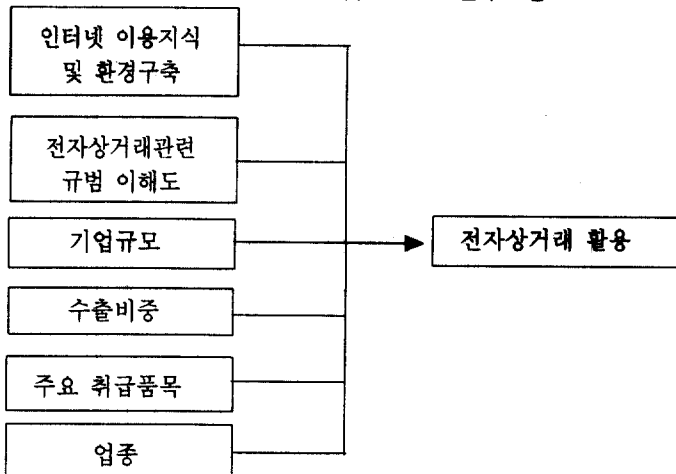 인터넷 이용지식
및 환경구축
전자상거래관련
규범 이해도
기업규모
전자상거래 활용
수출비중
주요 취급품목
업종